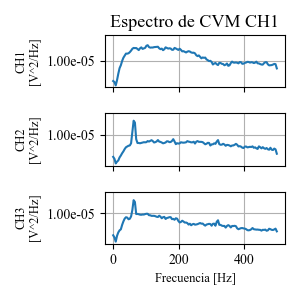 Espectro de CVM CH1
CH1
[V^2/Hz]
1.00e-05
CH2
[V^2/Hz]
1.00e-05
CH3
[V^2/Hz]
1.00e-05
0 200 400
Frecuencia [Hz]